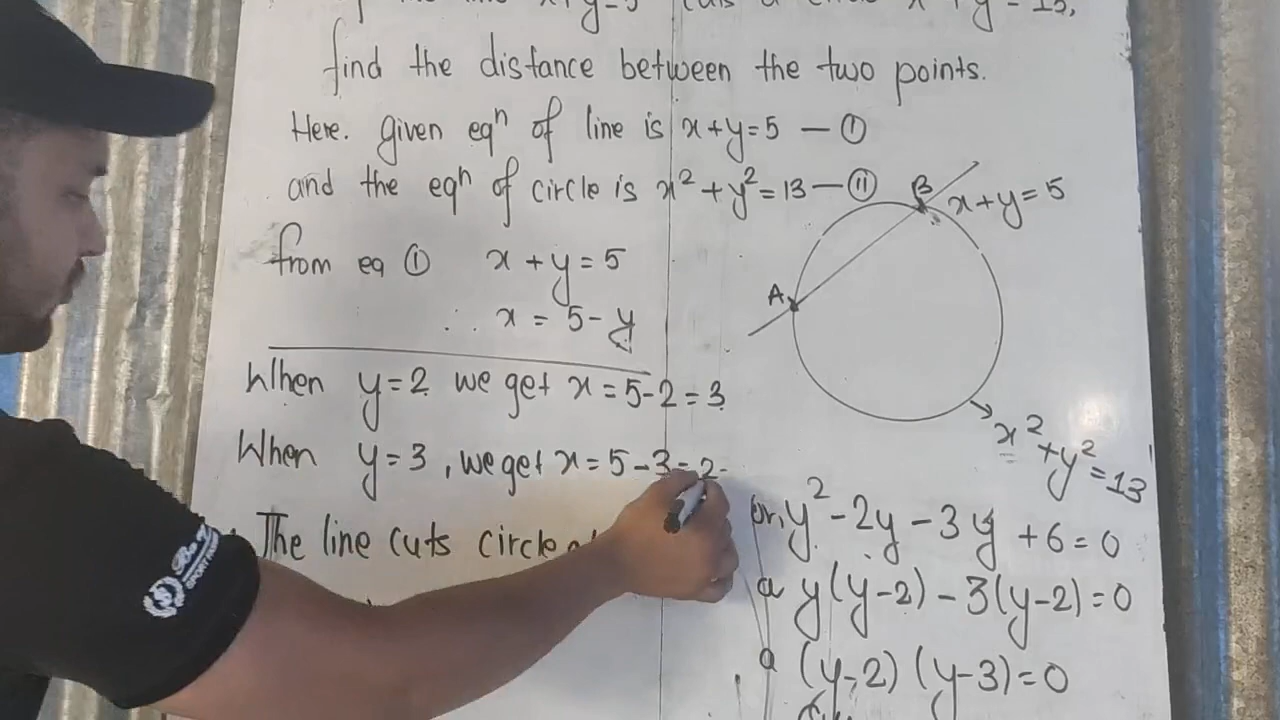 find the distance between the two points.
Here. given eqⁿ of line is x+y=5 — ①
and the eqⁿ of circle is x²+y²=13 — ⑪
from eq ① x+y=5
∴ x = 5-y
When y=2 we get x=5-2=3
When y=3, we get x=5-3=2
The line cuts circle
A
B
x+y=5
x²+y²=13
or, y²-2y-3y+6=0
a y(y-2)-3(y-2)=0
a (y-2)(y-3)=0